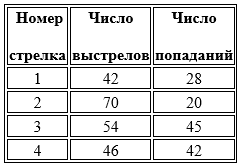 Номер Число Число
стрелка выстрелов попаданий
1 42 28
2 70 20
3 54 45
4 46 42